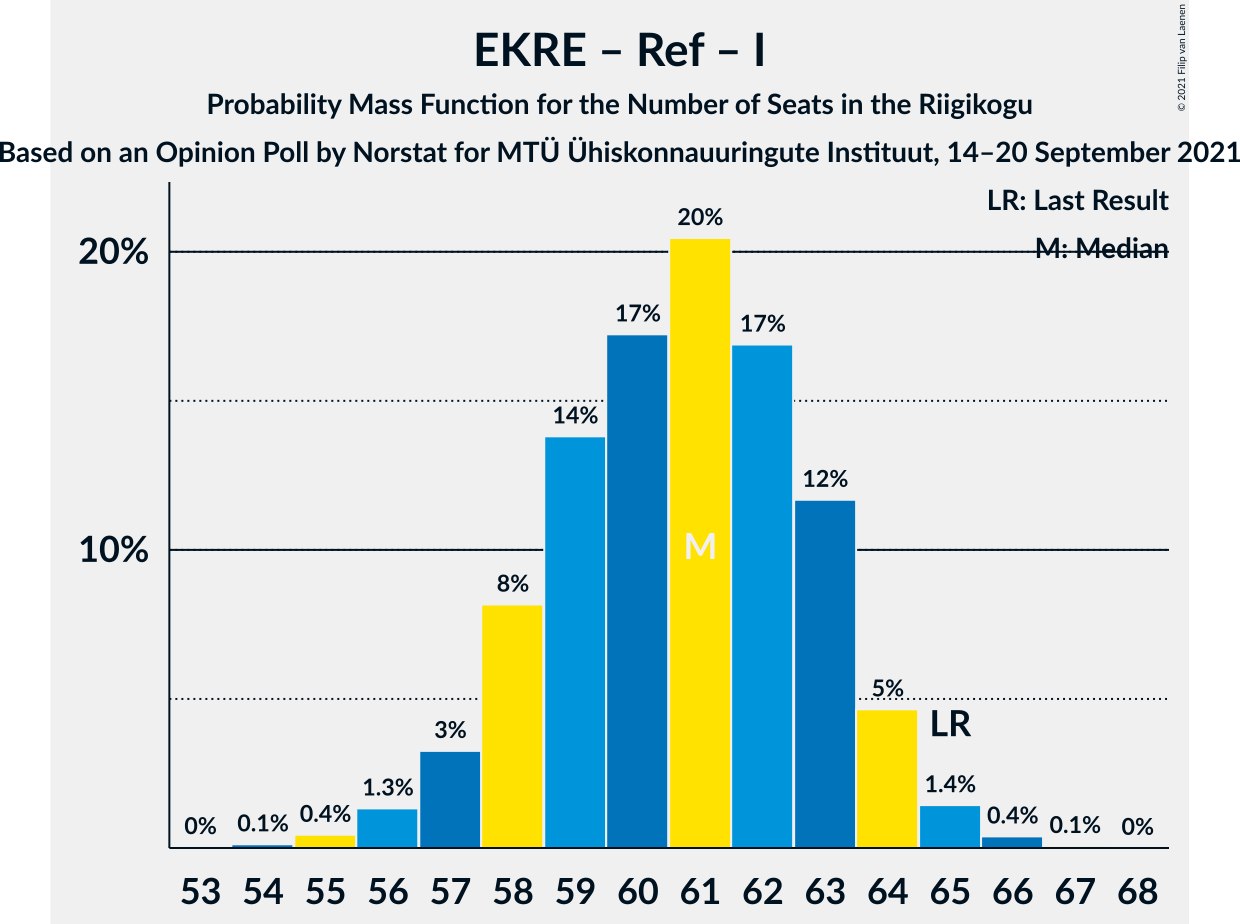 EKRE – Ref – I
Probability Mass Function for the Number of Seats in the Riigikogu
Based on an Opinion Poll by Norstat for MTÜ Ühiskonnauuringute Instituut, 14–20 September 2021
© 2021 Filip van Laenen
LR: Last Result
M: Median
20%
10%
0%
0.1%
0.4%
1.3%
3%
8%
14%
17%
20%
17%
12%
5%
1.4%
0.4%
0.1%
0%
M
LR
53 54 55 56 57 58 59 60 61 62 63 64 65 66 67 68